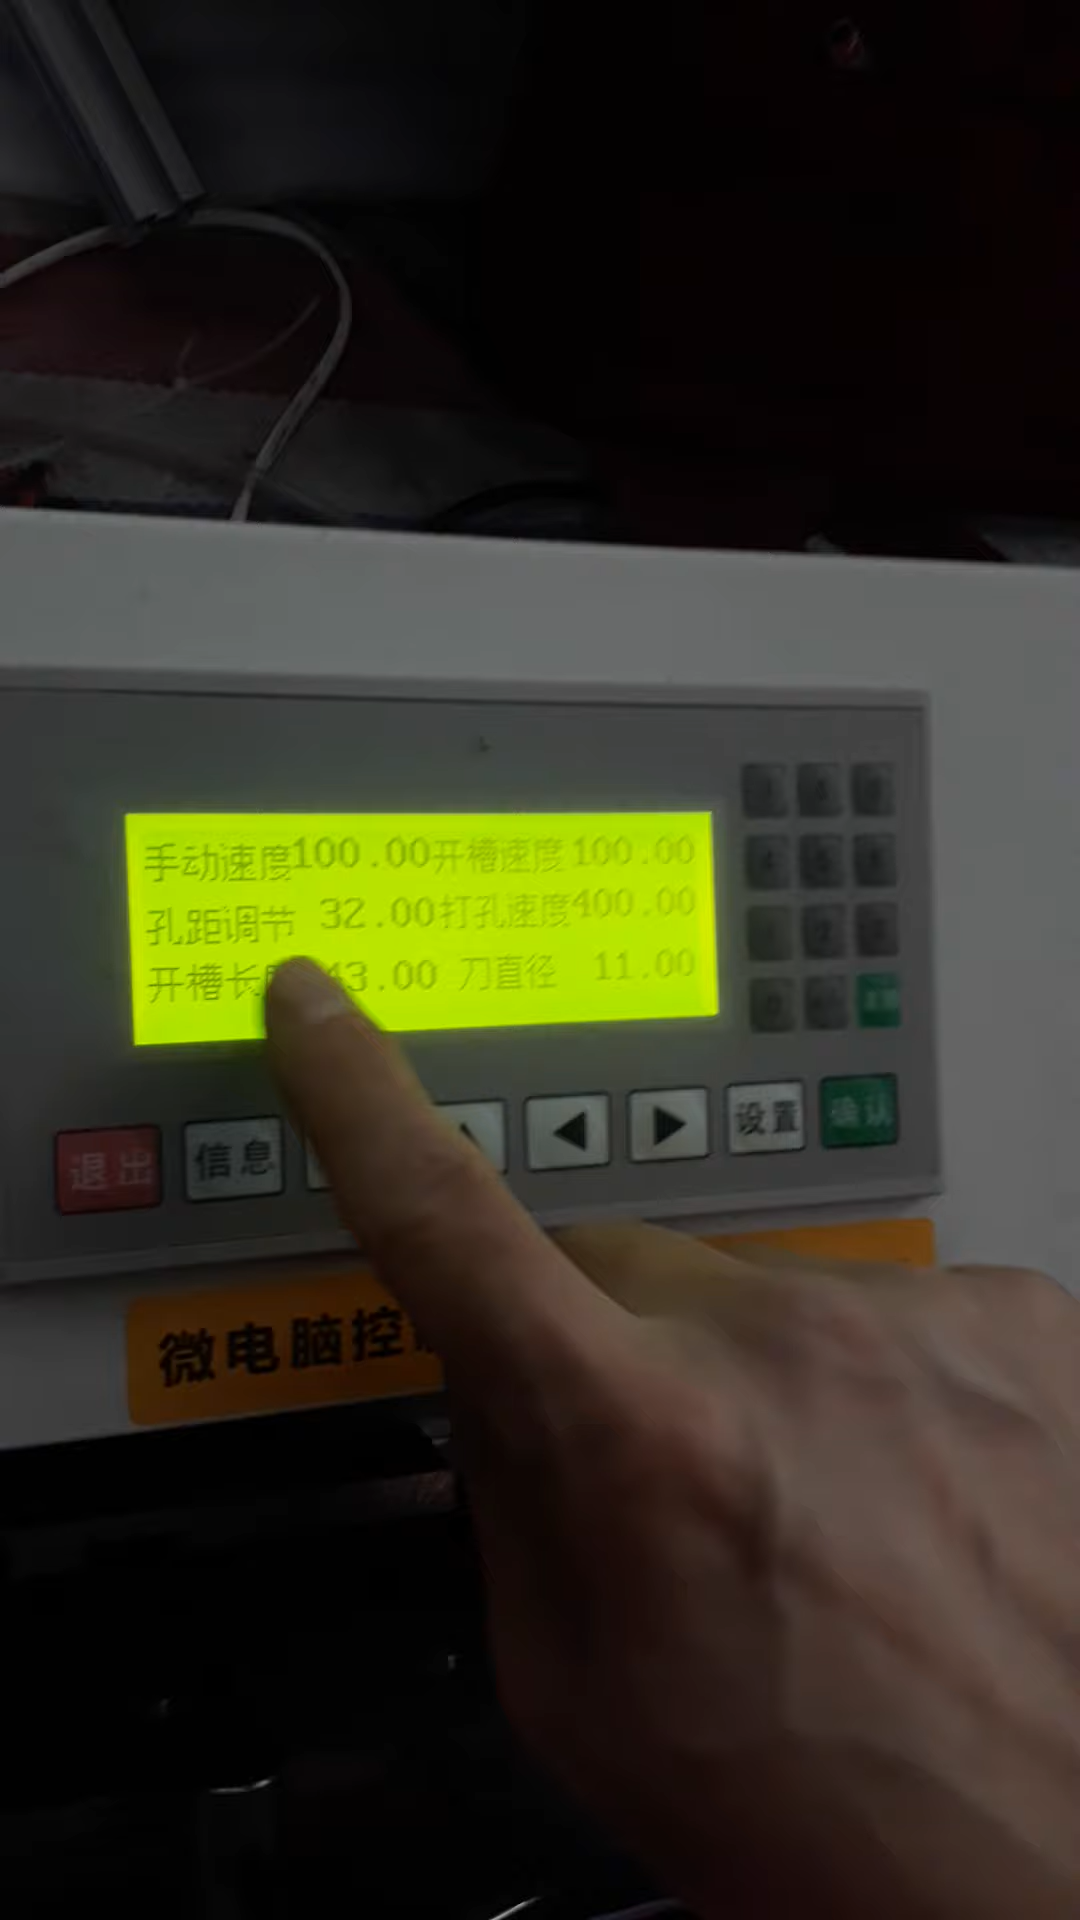 手动速度100.00开槽速度100.00
孔距调节 32.00打孔速度400.00
开槽长 43.00 刀直径 11.00
退出 信息 设置 确认
微电脑控